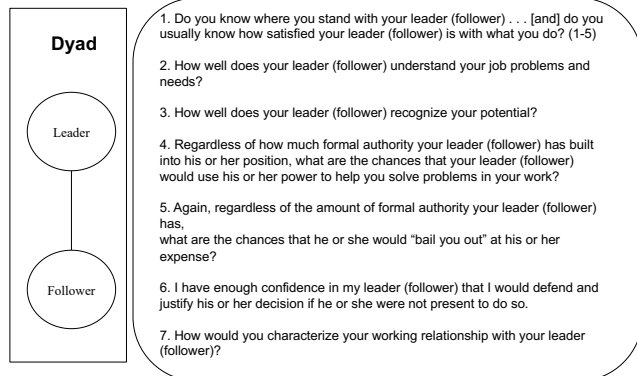 Dyad
Leader
Follower
1. Do you know where you stand with your leader (follower) . . . [and] do you
usually know how satisfied your leader (follower) is with what you do? (1-5)
2. How well does your leader (follower) understand your job problems and
needs?
3. How well does your leader (follower) recognize your potential?
4. Regardless of how much formal authority your leader (follower) has built
into his or her position, what are the chances that your leader (follower)
would use his or her power to help you solve problems in your work?
5. Again, regardless of the amount of formal authority your leader (follower)
has,
what are the chances that he or she would “bail you out” at his or her
expense?
6. I have enough confidence in my leader (follower) that I would defend and
justify his or her decision if he or she were not present to do so.
7. How would you characterize your working relationship with your leader
(follower)?